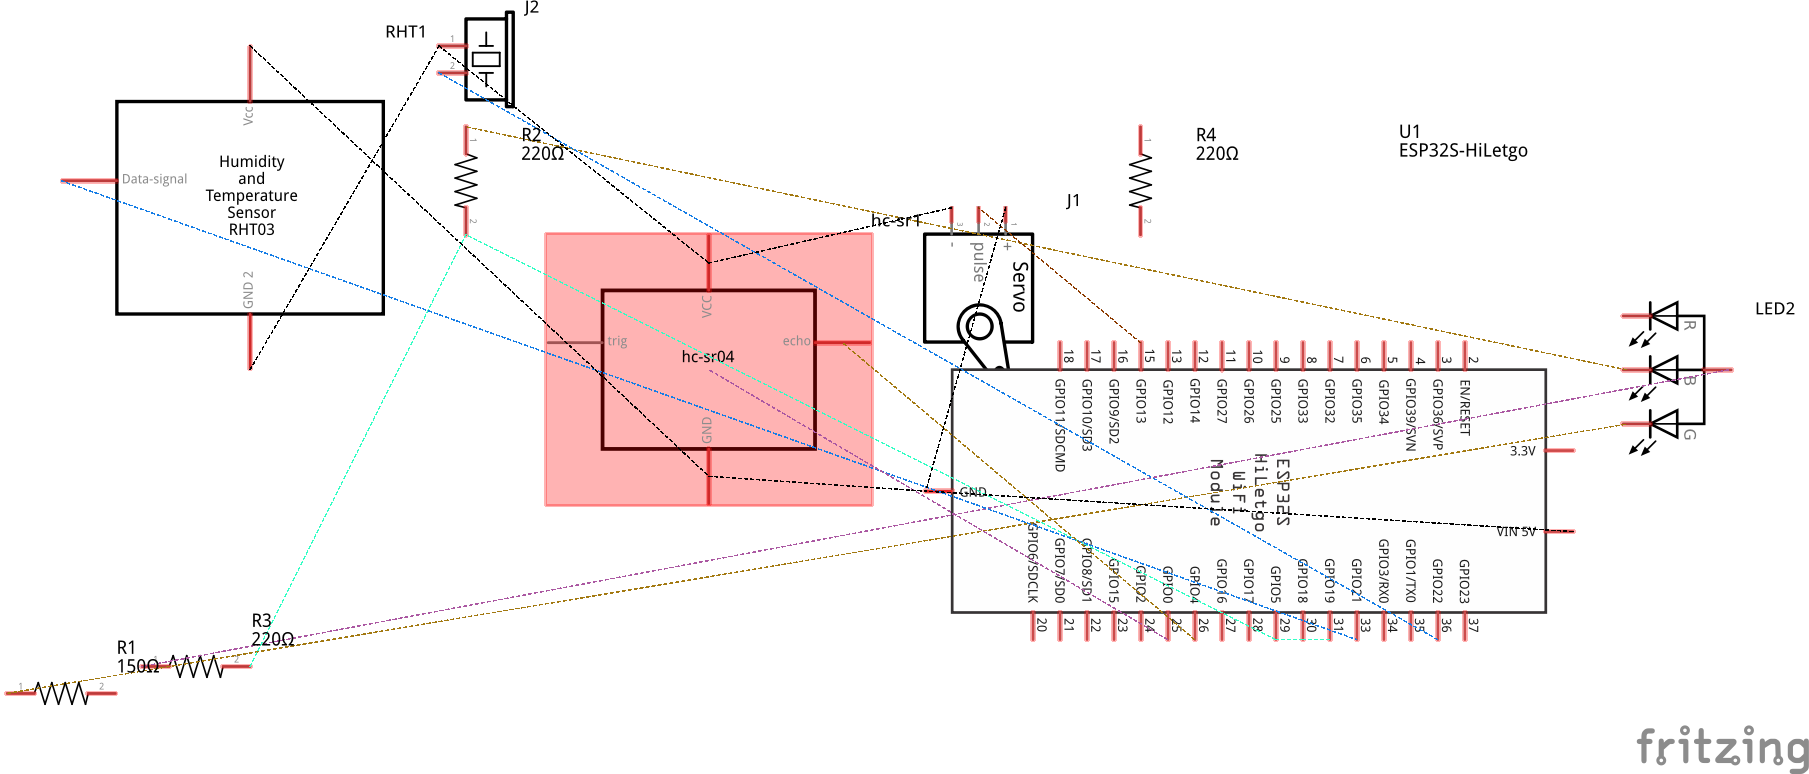 J2
RHT1
1
2
Vcc
Humidity
and
Temperature
Sensor
RHT03
Data-signal
GND 2
R2
220Ω
1
2
R4
220Ω
1
2
U1
ESP32S-HiLetgo
J1
hc-sr1
3
2
1
-
pulse
+
Servo
VCC
trig
echo
hc-sr04
GND
LED2
R
B
G
18
17
16
15
13
12
11
10
9
8
7
6
5
4
3
2
GPIO11/SDCMD
GPIO10/SD3
GPIO9/SD2
GPIO13
GPIO12
GPIO14
GPIO27
GPIO26
GPIO25
GPIO33
GPIO32
GPIO35
GPIO34
GPIO39/SVN
GPIO36/SVP
EN/RESET
3.3V
GND
VIN 5V
ESP32S
HiLetgo
WiFi
Module
GPIO6/SDCLK
GPIO7/SD0
GPIO8/SD1
GPIO15
GPIO2
GPIO0
GPIO4
GPIO16
GPIO17
GPIO5
GPIO18
GPIO19
GPIO21
GPIO3/RX0
GPIO1/TX0
GPIO22
GPIO23
20
21
22
23
24
25
26
27
28
29
30
31
33
34
35
36
37
R3
220Ω
1
2
R1
150Ω
1
2
fritzing